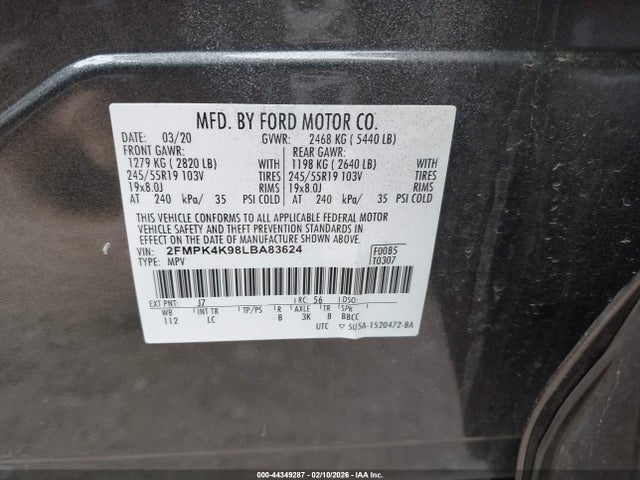 MFD. BY FORD MOTOR CO.
DATE: 03/20 GVWR: 2468 KG ( 5440 LB)
FRONT GAWR: REAR GAWR:
1279 KG ( 2820 LB) WITH 1198 KG ( 2640 LB) WITH
245/55R19 103V TIRES 245/55R19 103V TIRES
19x8.0J RIMS 19x8.0J RIMS
AT 240 kPa/ 35 PSI COLD AT 240 kPa/ 35 PSI COLD
THIS VEHICLE CONFORMS TO ALL APPLICABLE FEDERAL MOTOR
VEHICLE SAFETY AND THEFT PREVENTION STANDARDS IN EFFECT
ON THE DATE OF MANUFACTURE SHOWN ABOVE.
VIN: 2FMPK4K98LBA83624 F0085
TYPE: MPV T0307
EXT PNT: J7 RC: 56 DSO:
WB INT TR TP/PS R AXLE TR SPR
112 LC B 3K B BBCC
UTC ▽ SU5A-1520472-BA
000-44349287 - 02/10/2026 - IAA Inc.